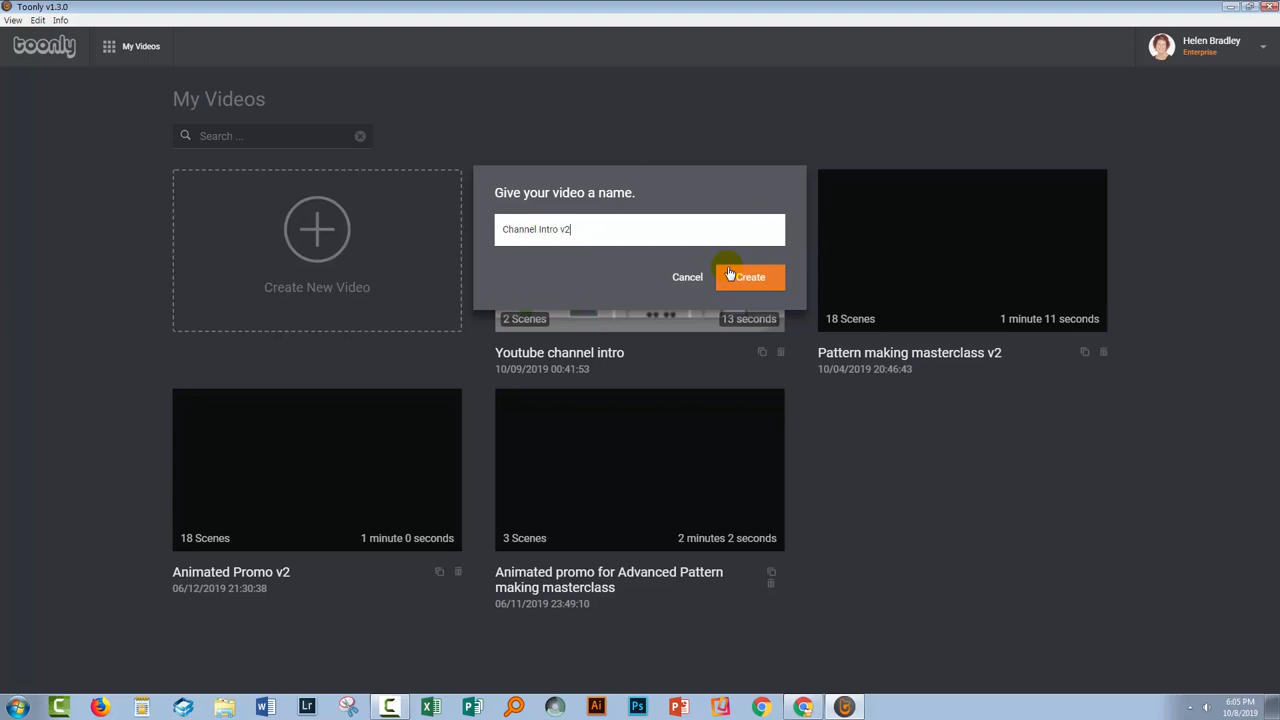 Toonly v1.3.0
View Edit Info
toonly
My Videos
Helen Bradley
Enterprise
My Videos
Search ...
Give your video a name.
Channel Intro v2
Cancel
Create
Create New Video
2 Scenes
13 seconds
18 Scenes
1 minute 11 seconds
Youtube channel intro
10/09/2019 00:41:53
Pattern making masterclass v2
10/04/2019 20:46:43
18 Scenes
1 minute 0 seconds
3 Scenes
2 minutes 2 seconds
Animated Promo v2
06/12/2019 21:30:38
Animated promo for Advanced Pattern
making masterclass
06/11/2019 23:49:10
Lr
Ai
Ps
6:05 PM
10/8/2019